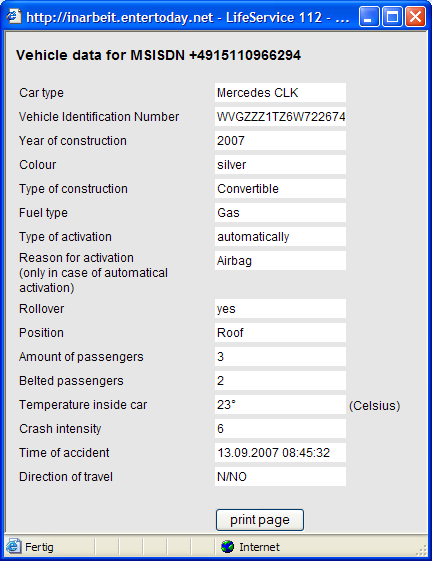 http://inarbeit.entertoday.net - LifeService 112 - ...
Vehicle data for MSISDN +4915110966294
Car type Mercedes CLK
Vehicle Identification Number WVGZZZ1TZ6W722674
Year of construction 2007
Colour silver
Type of construction Convertible
Fuel type Gas
Type of activation automatically
Reason for activation Airbag
(only in case of automatical
activation)
Rollover yes
Position Roof
Amount of passengers 3
Belted passengers 2
Temperature inside car 23° (Celsius)
Crash intensity 6
Time of accident 13.09.2007 08:45:32
Direction of travel N/NO
print page
Fertig Internet